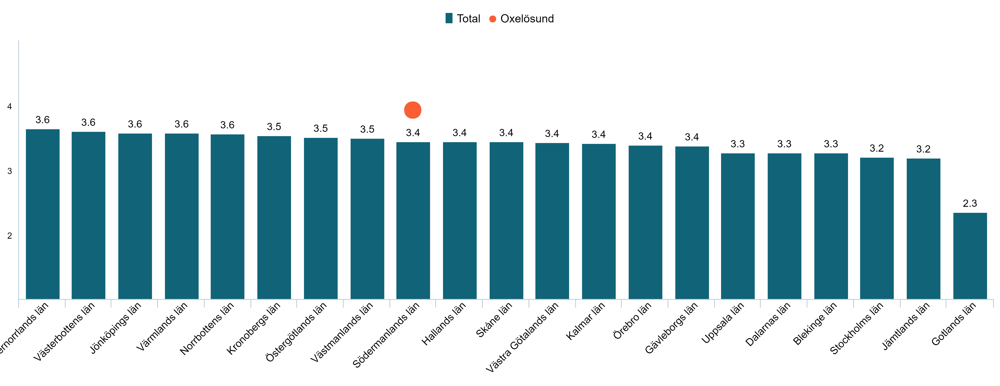 Total Oxelösund
4
3
2
3.6 3.6 3.6 3.6 3.6 3.5 3.5 3.5 3.4 3.4 3.4 3.4 3.4 3.4 3.4 3.3 3.3 3.3 3.2 3.2 2.3
ernorrlands län
Västerbottens län
Jönköpings län
Värmlands län
Norrbottens län
Kronobergs län
Östergötlands län
Västmanlands län
Södermanlands län
Hallands län
Skåne län
Västra Götalands län
Kalmar län
Örebro län
Gävleborgs län
Uppsala län
Dalarnas län
Blekinge län
Stockholms län
Jämtlands län
Gotlands län